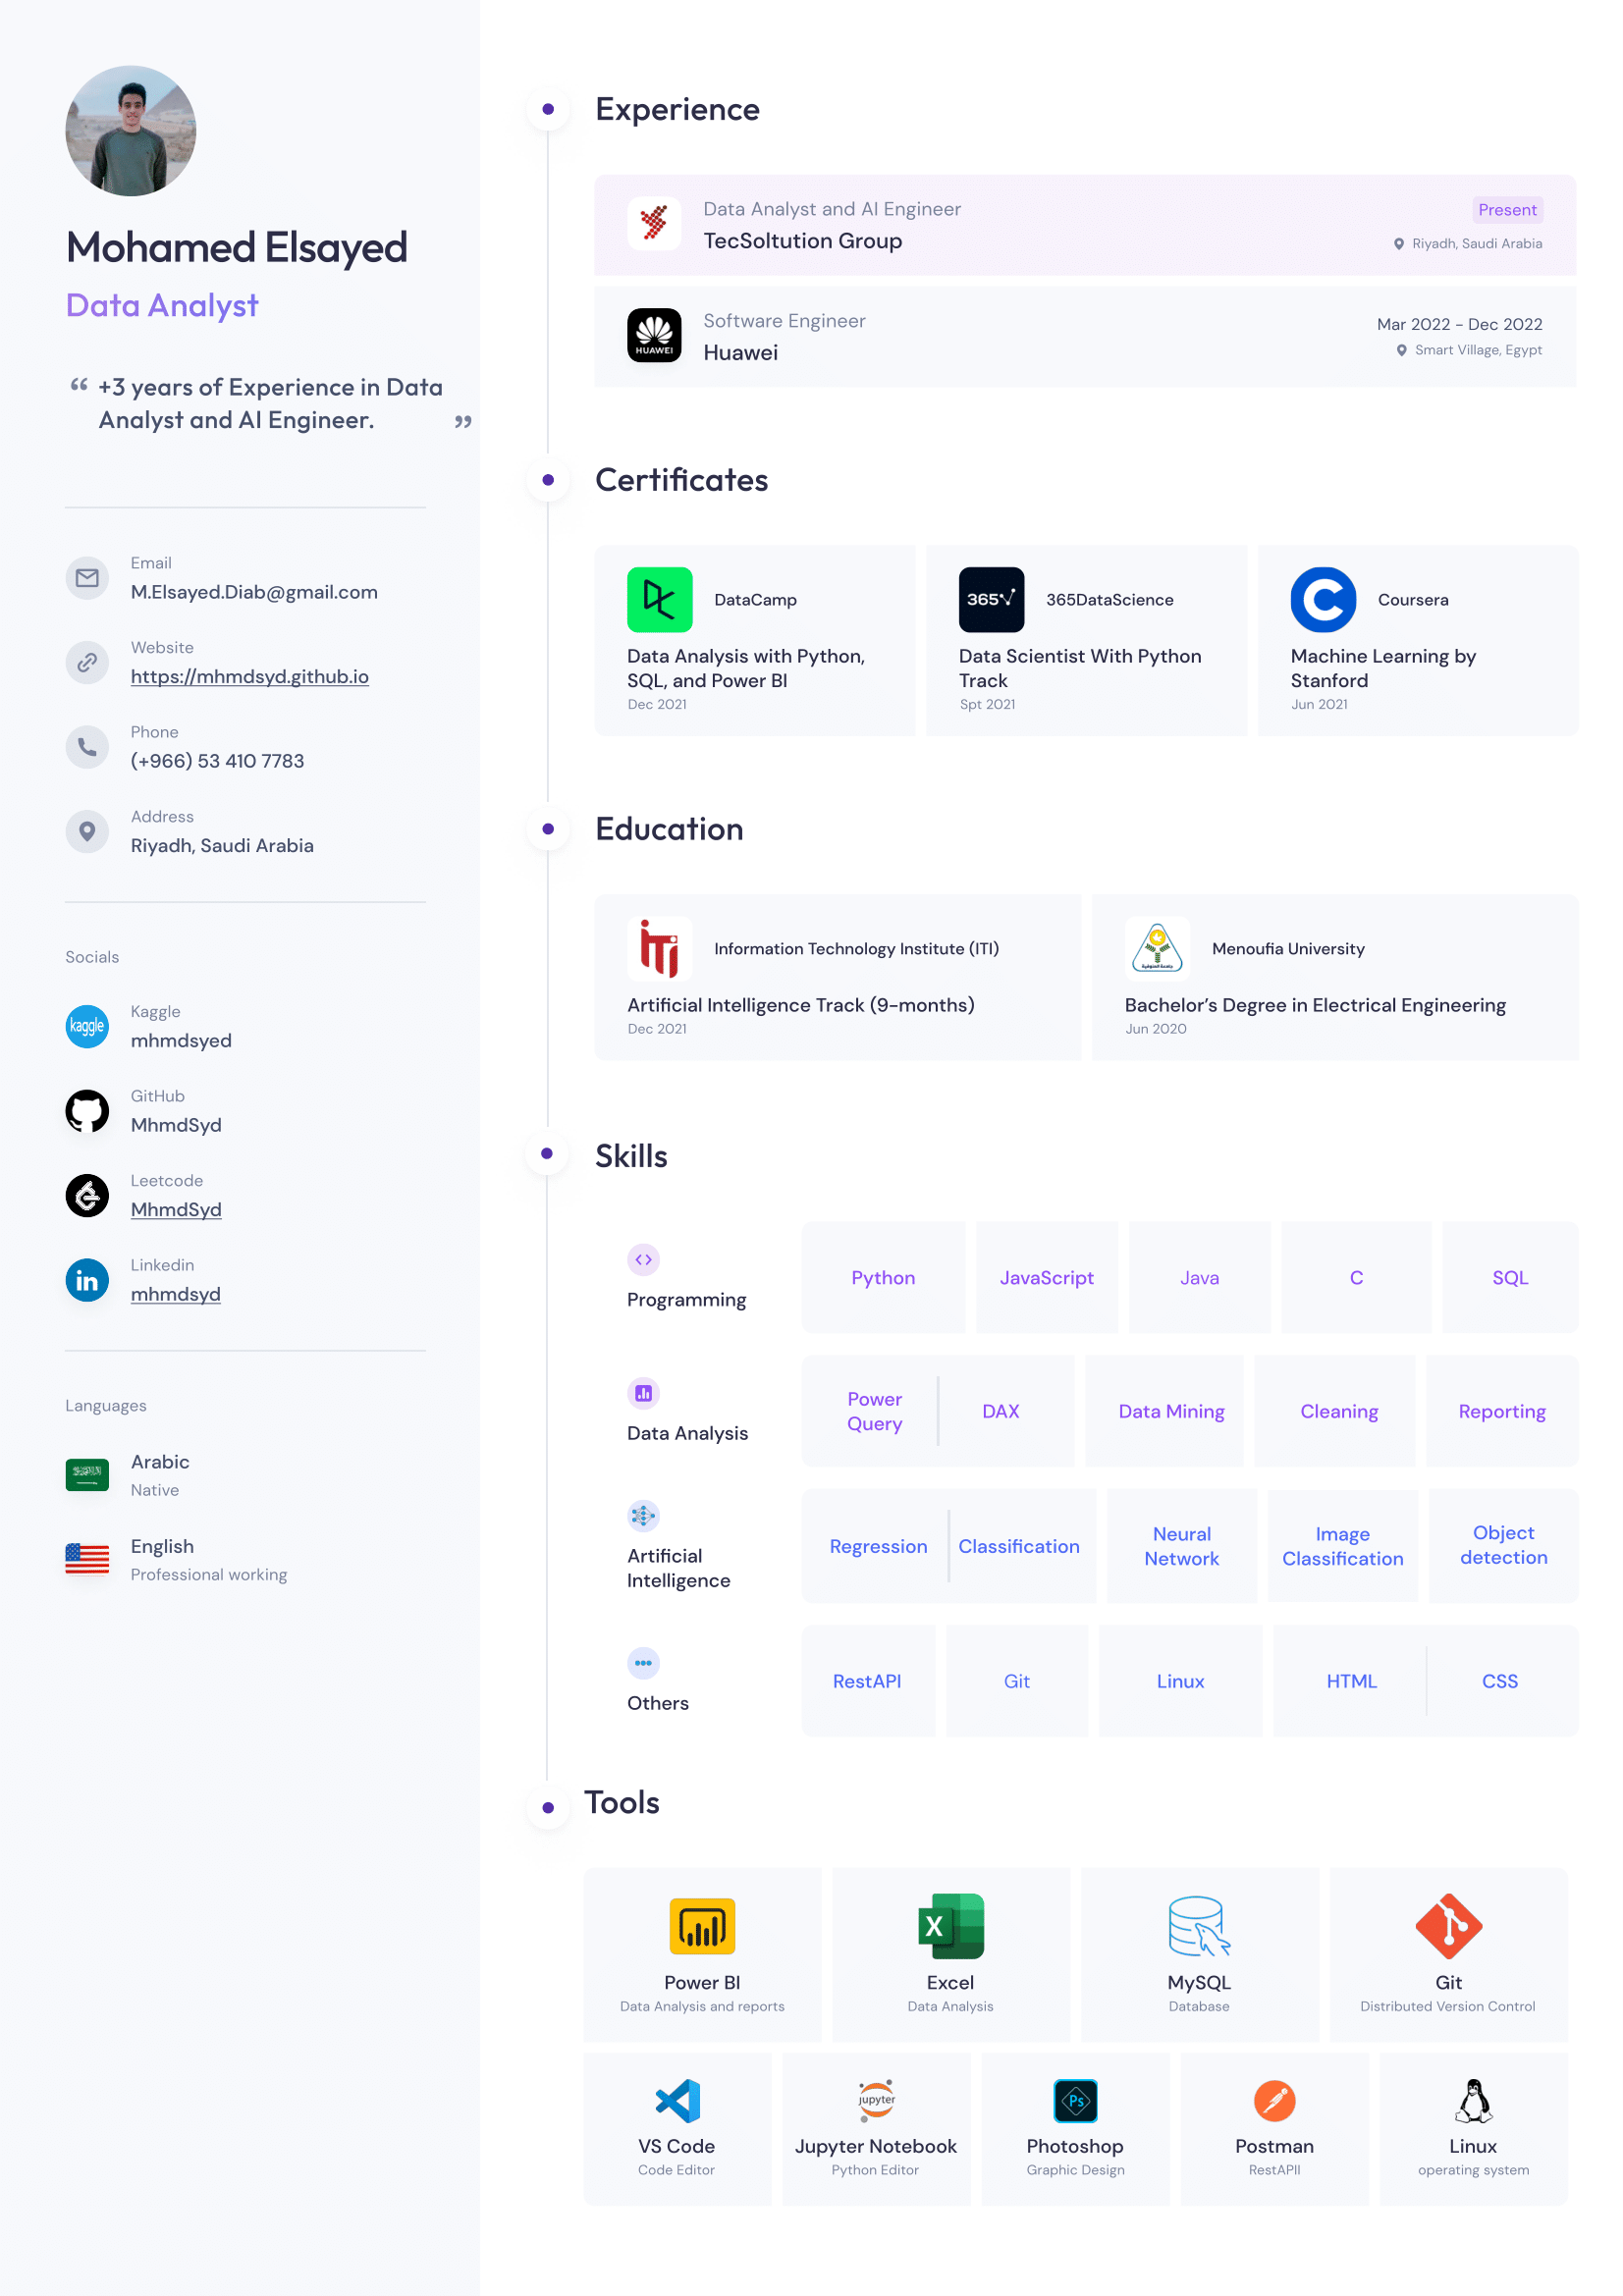 Mohamed Elsayed
Data Analyst
“ +3 years of Experience in Data
Analyst and AI Engineer. ”
Email
M.Elsayed.Diab@gmail.com
Website
https://mhmdsyd.github.io
Phone
(+966) 53 410 7783
Address
Riyadh, Saudi Arabia
Socials
kaggle
Kaggle
mhmdsyed
GitHub
MhmdSyd
Leetcode
MhmdSyd
in
Linkedin
mhmdsyd
Languages
Arabic
Native
English
Professional working
Experience
Data Analyst and AI Engineer
TecSoltution Group
Present
Riyadh, Saudi Arabia
HUAWEI
Software Engineer
Huawei
Mar 2022 - Dec 2022
Smart Village, Egypt
Certificates
DataCamp
Data Analysis with Python,
SQL, and Power BI
Dec 2021
365
365DataScience
Data Scientist With Python
Track
Spt 2021
Coursera
Machine Learning by
Stanford
Jun 2021
Education
iTi
Information Technology Institute (ITI)
Artificial Intelligence Track (9-months)
Dec 2021
Menoufia University
Bachelor’s Degree in Electrical Engineering
Jun 2020
Skills
Programming
Python
JavaScript
Java
C
SQL
Data Analysis
Power
Query
DAX
Data Mining
Cleaning
Reporting
Artificial
Intelligence
Regression
Classification
Neural
Network
Image
Classification
Object
detection
Others
RestAPI
Git
Linux
HTML
CSS
Tools
Power BI
Data Analysis and reports
X
Excel
Data Analysis
MySQL
Database
Git
Distributed Version Control
VS Code
Code Editor
jupyter
Jupyter Notebook
Python Editor
Ps
Photoshop
Graphic Design
Postman
RestAPII
Linux
operating system